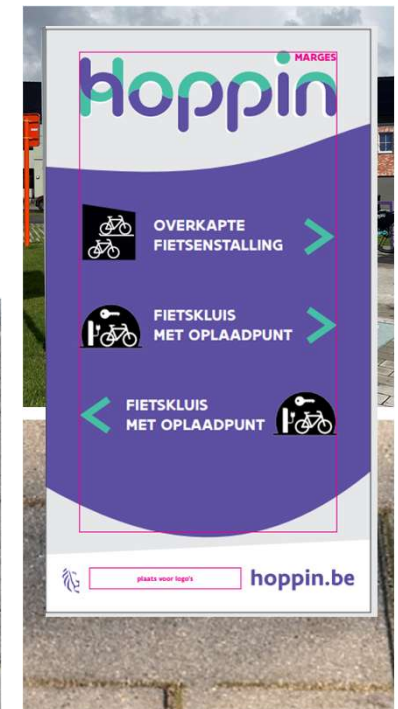 MARGES
hoppin
OVERKAPTE
FIETSENSTALLING
FIETSKLUIS
MET OPLAADPUNT
FIETSKLUIS
MET OPLAADPUNT
plaats voor logo's
hoppin.be